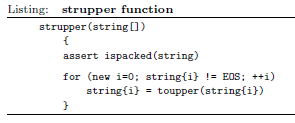 Listing: strupper function
strupper(string[])
{
assert ispacked(string)
for (new i=0; string{i} != EOS; ++i)
string{i} = toupper(string{i})
}